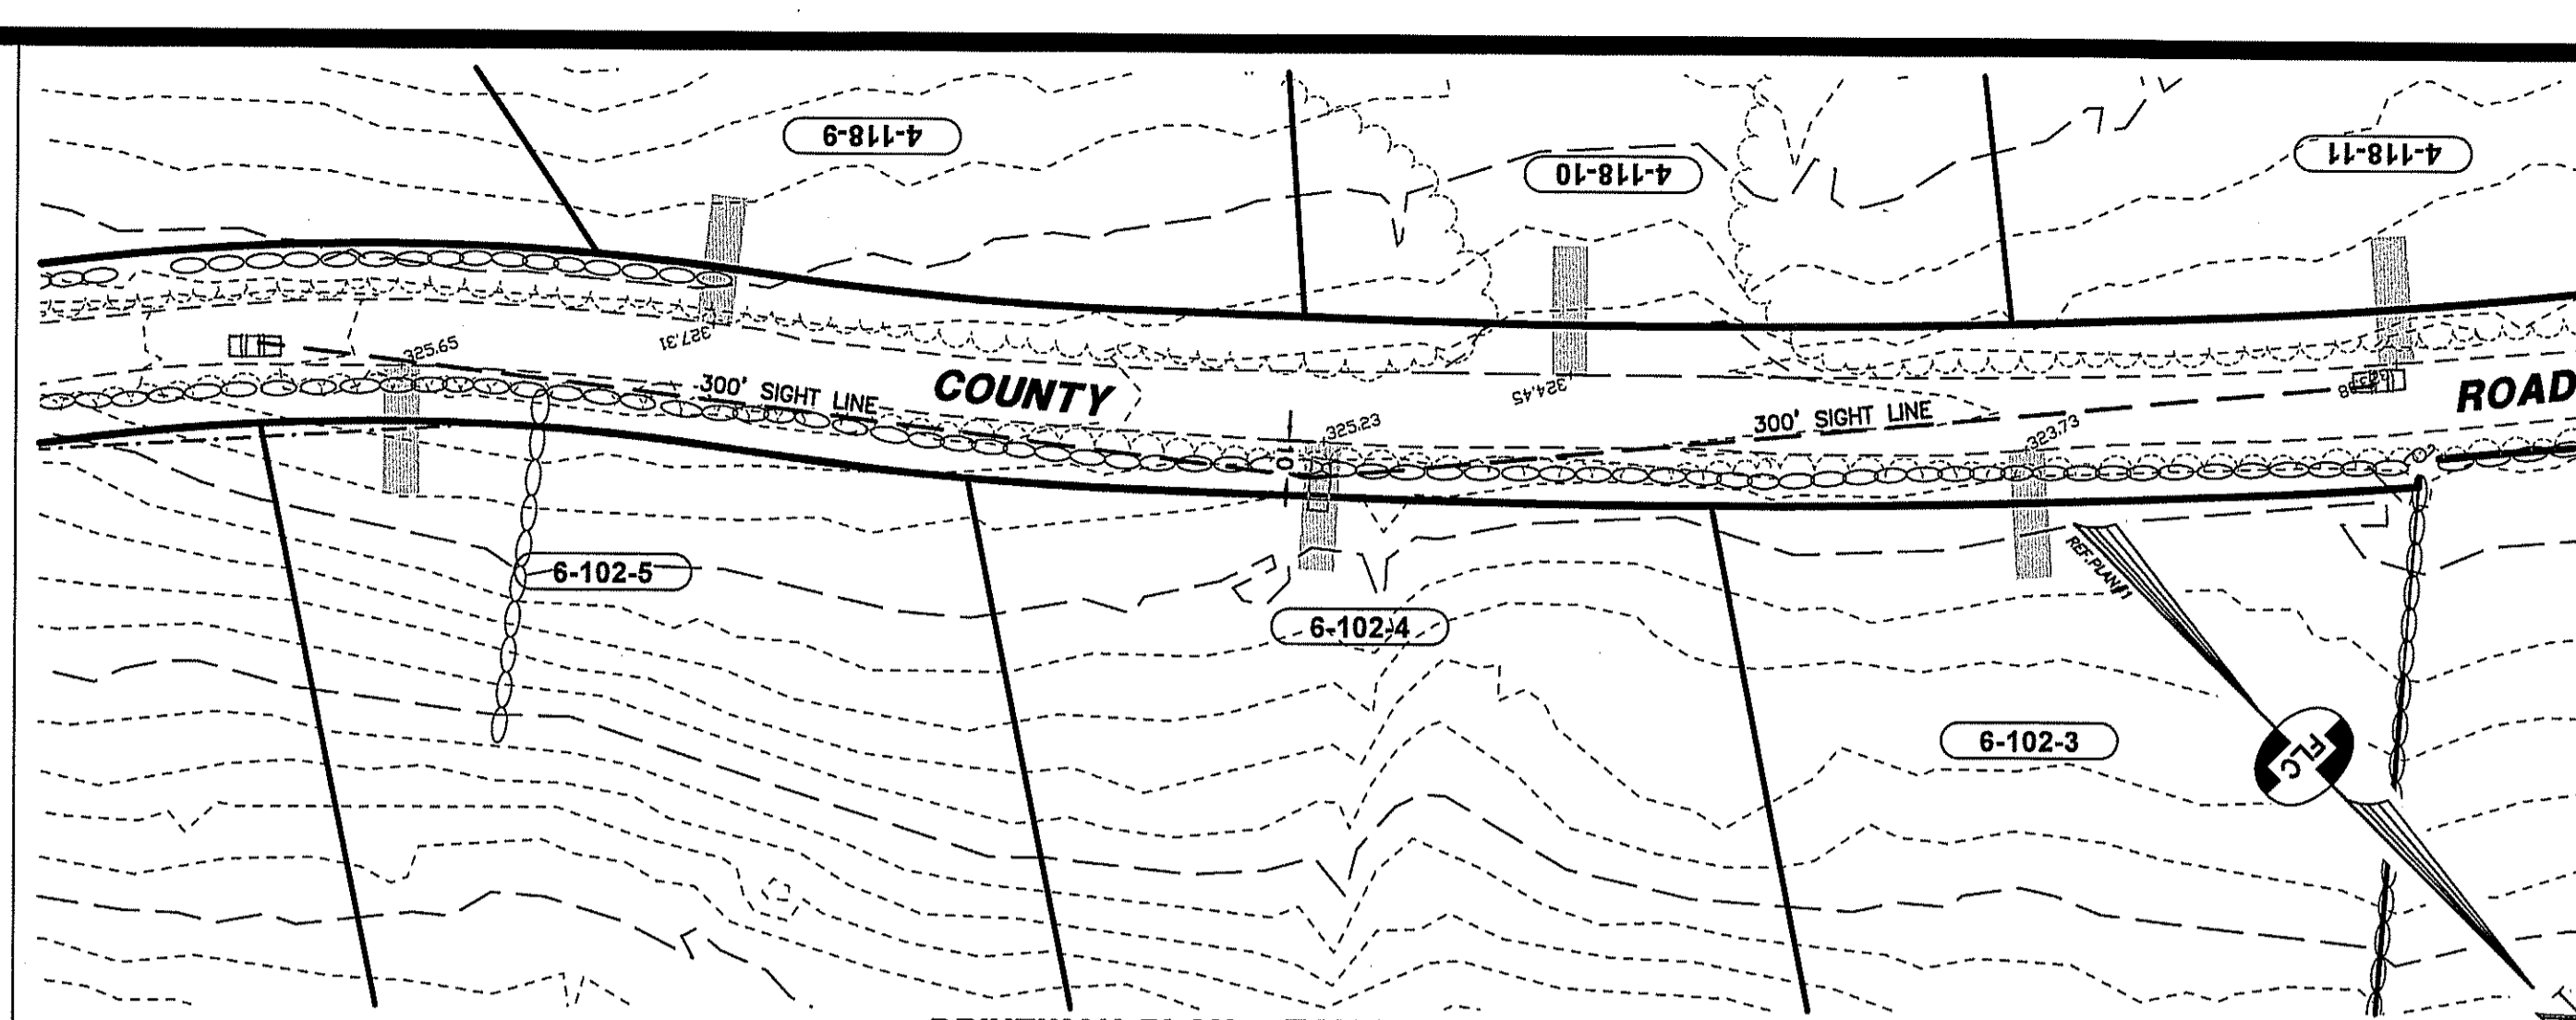 4-118-9
4-118-10
4-118-11
325.65
327.31
300' SIGHT LINE
COUNTY
324.45
325.23
300' SIGHT LINE
323.73
ROAD
REF.PLAN#1
6-102-5
6-102-4
6-102-3
FLC